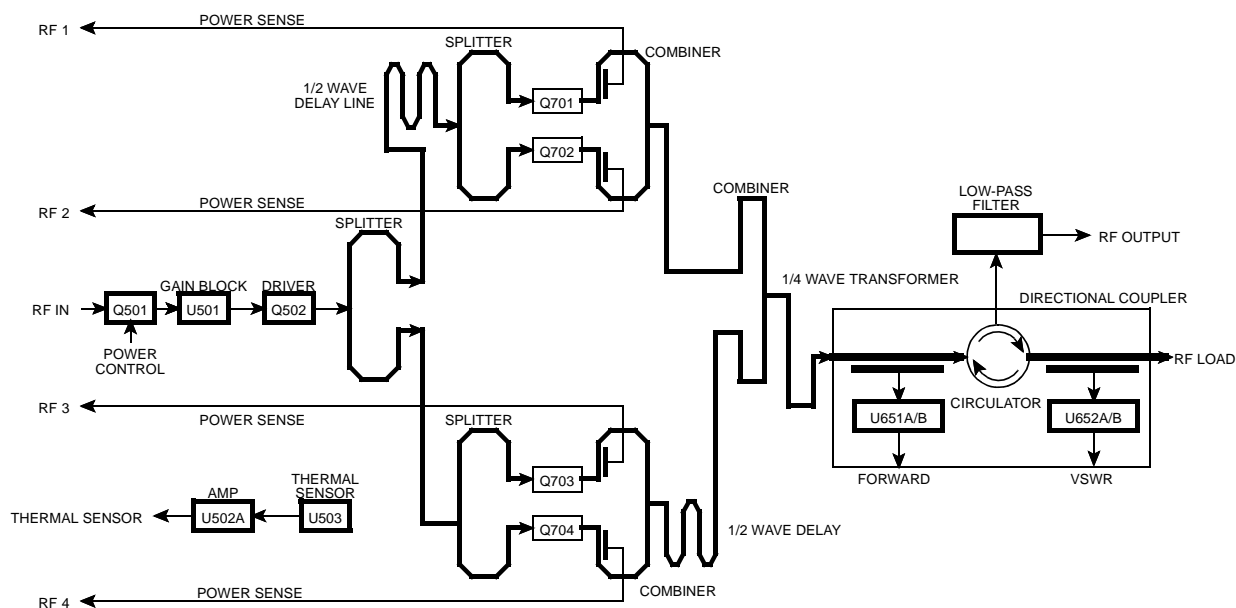 RF 1
POWER SENSE
SPLITTER
COMBINER
1/2 WAVE
DELAY LINE
Q701
Q702
RF 2
POWER SENSE
SPLITTER
COMBINER
LOW-PASS
FILTER
RF OUTPUT
1/4 WAVE TRANSFORMER
DIRECTIONAL COUPLER
RF IN
Q501
GAIN BLOCK
U501
DRIVER
Q502
POWER
CONTROL
RF LOAD
CIRCULATOR
U651A/B
U652A/B
FORWARD
VSWR
RF 3
POWER SENSE
SPLITTER
Q703
Q704
1/2 WAVE DELAY
COMBINER
THERMAL SENSOR
AMP
U502A
THERMAL
SENSOR
U503
RF 4
POWER SENSE